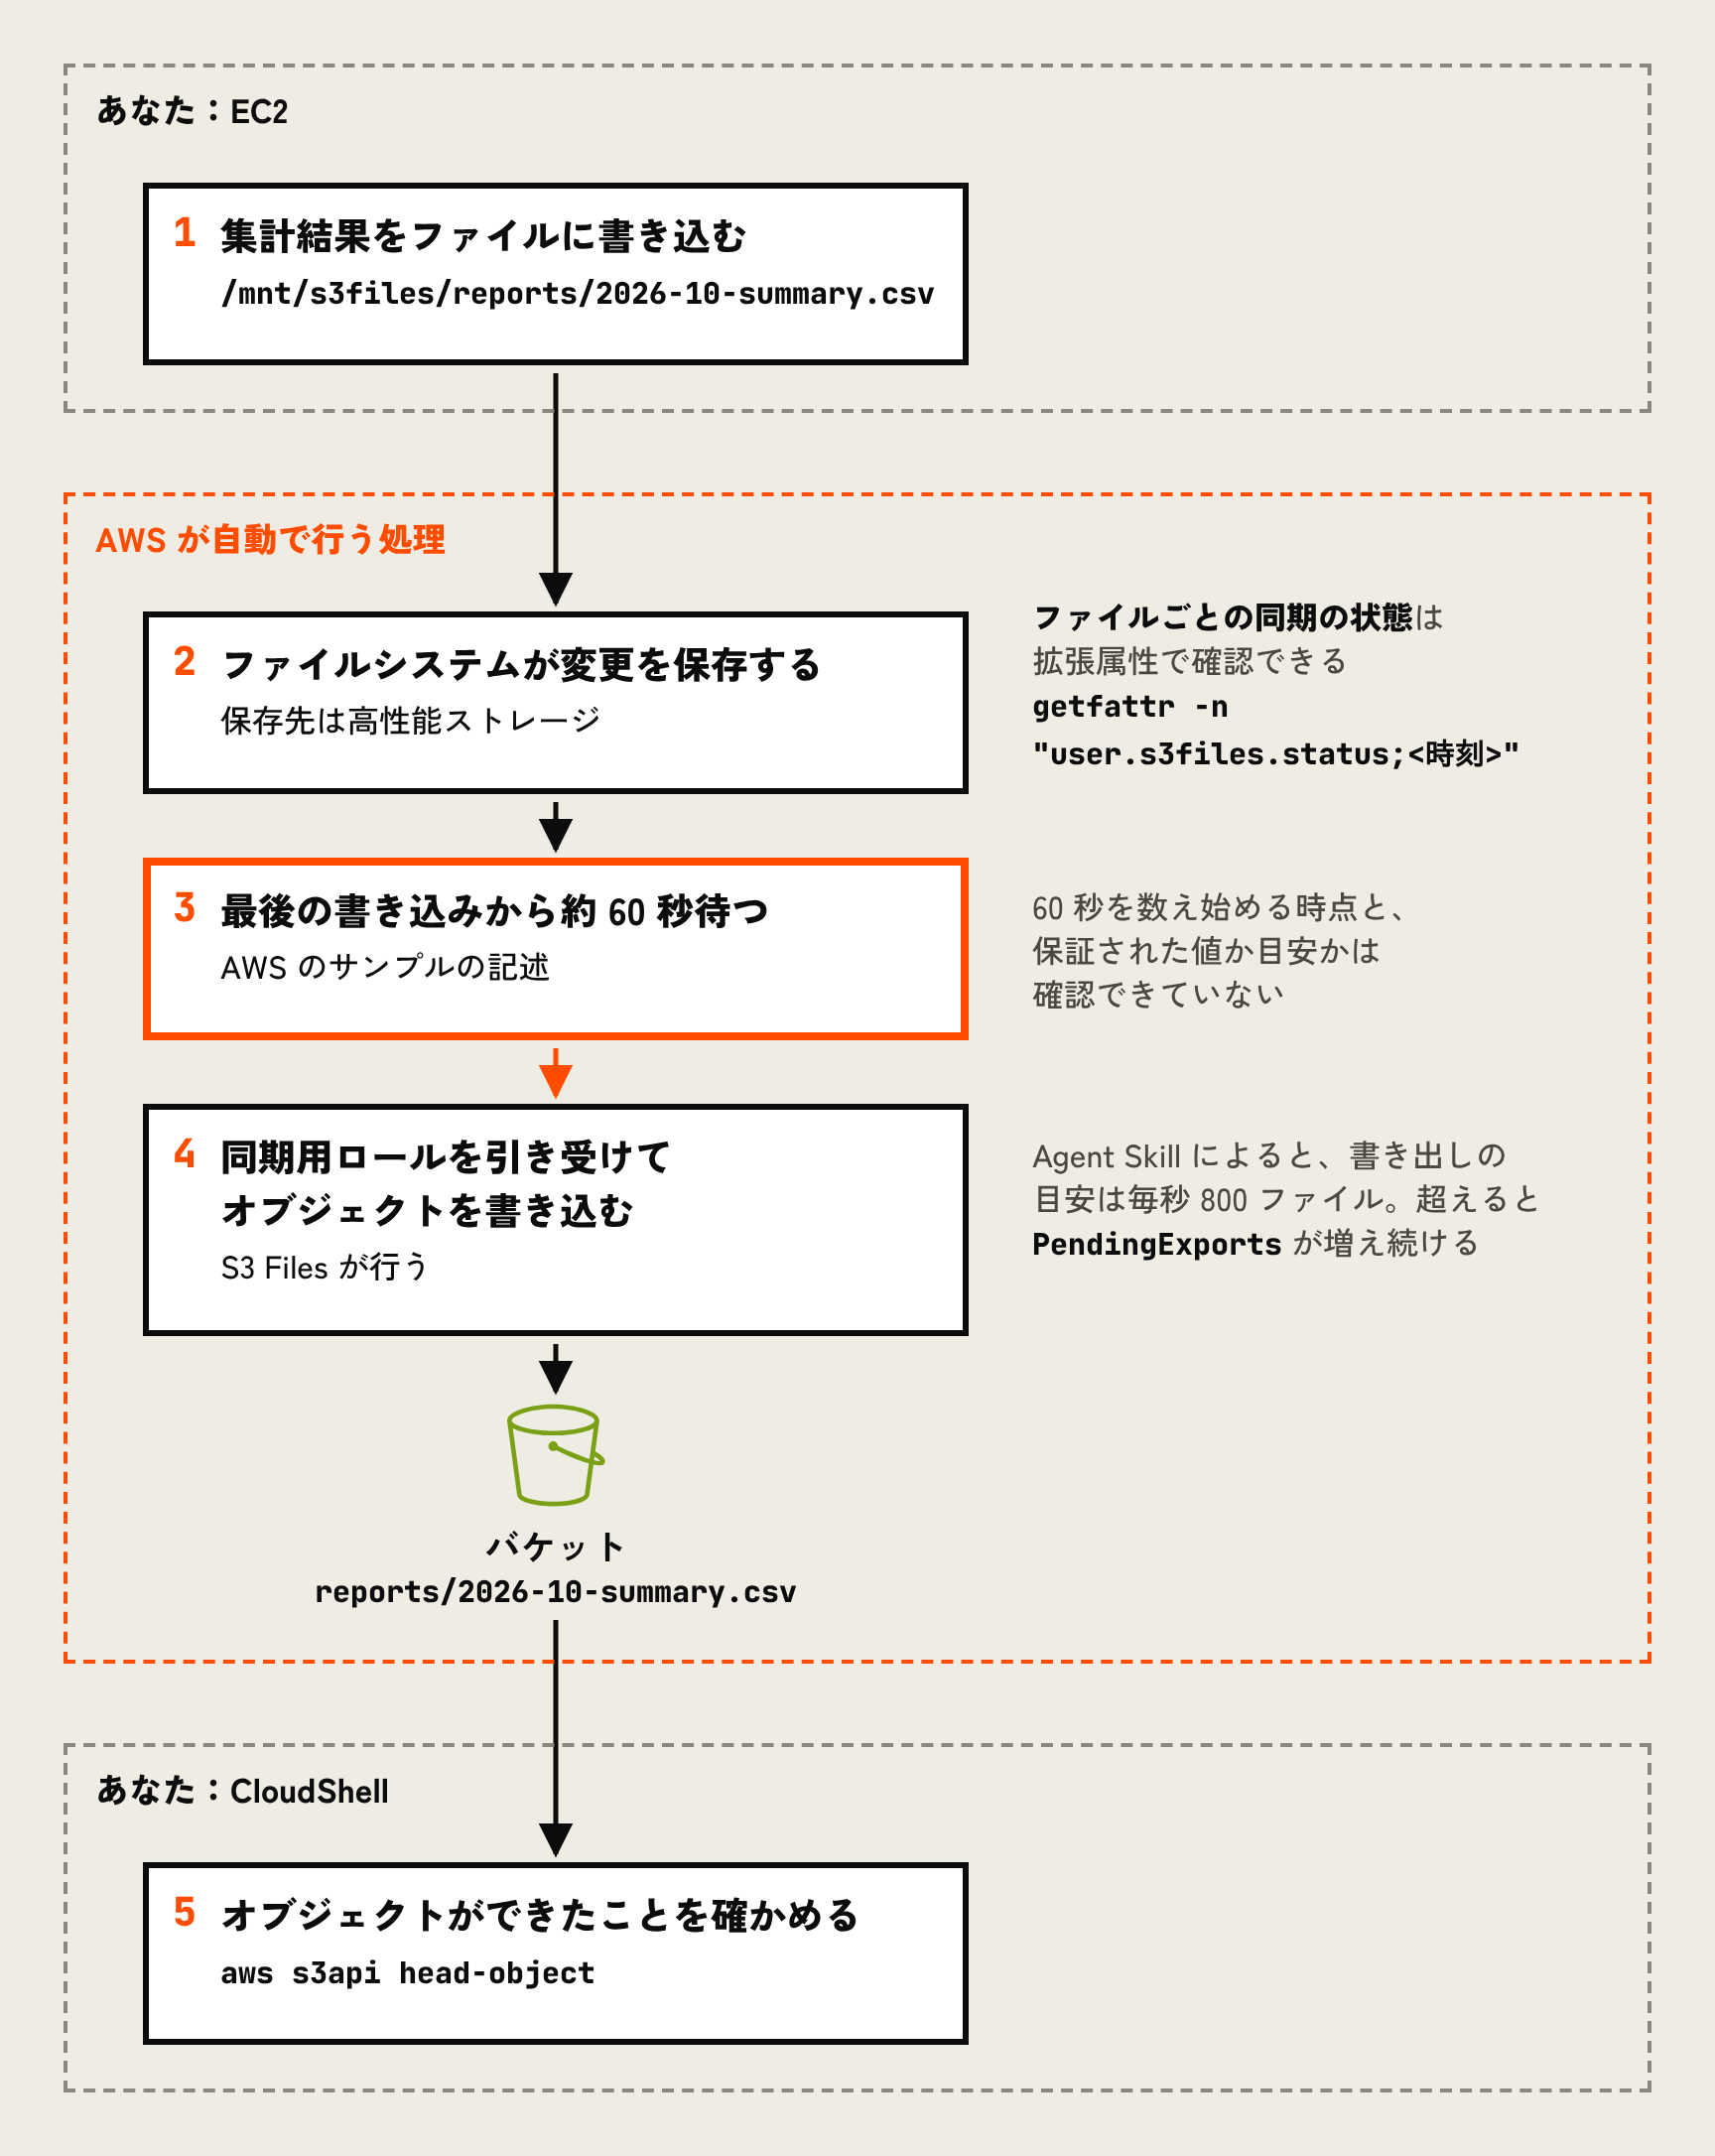 あなた：EC2
1 集計結果をファイルに書き込む
/mnt/s3files/reports/2026-10-summary.csv
AWS が自動で行う処理
2 ファイルシステムが変更を保存する
保存先は高性能ストレージ
ファイルごとの同期の状態は
拡張属性で確認できる
getfattr -n
"user.s3files.status;<時刻>"
3 最後の書き込みから約 60 秒待つ
AWS のサンプルの記述
60 秒を数え始める時点と、
保証された値か目安かは
確認できていない
4 同期用ロールを引き受けて
オブジェクトを書き込む
S3 Files が行う
Agent Skill によると、書き出しの
目安は毎秒 800 ファイル。超えると
PendingExports が増え続ける
バケット
reports/2026-10-summary.csv
あなた：CloudShell
5 オブジェクトができたことを確かめる
aws s3api head-object